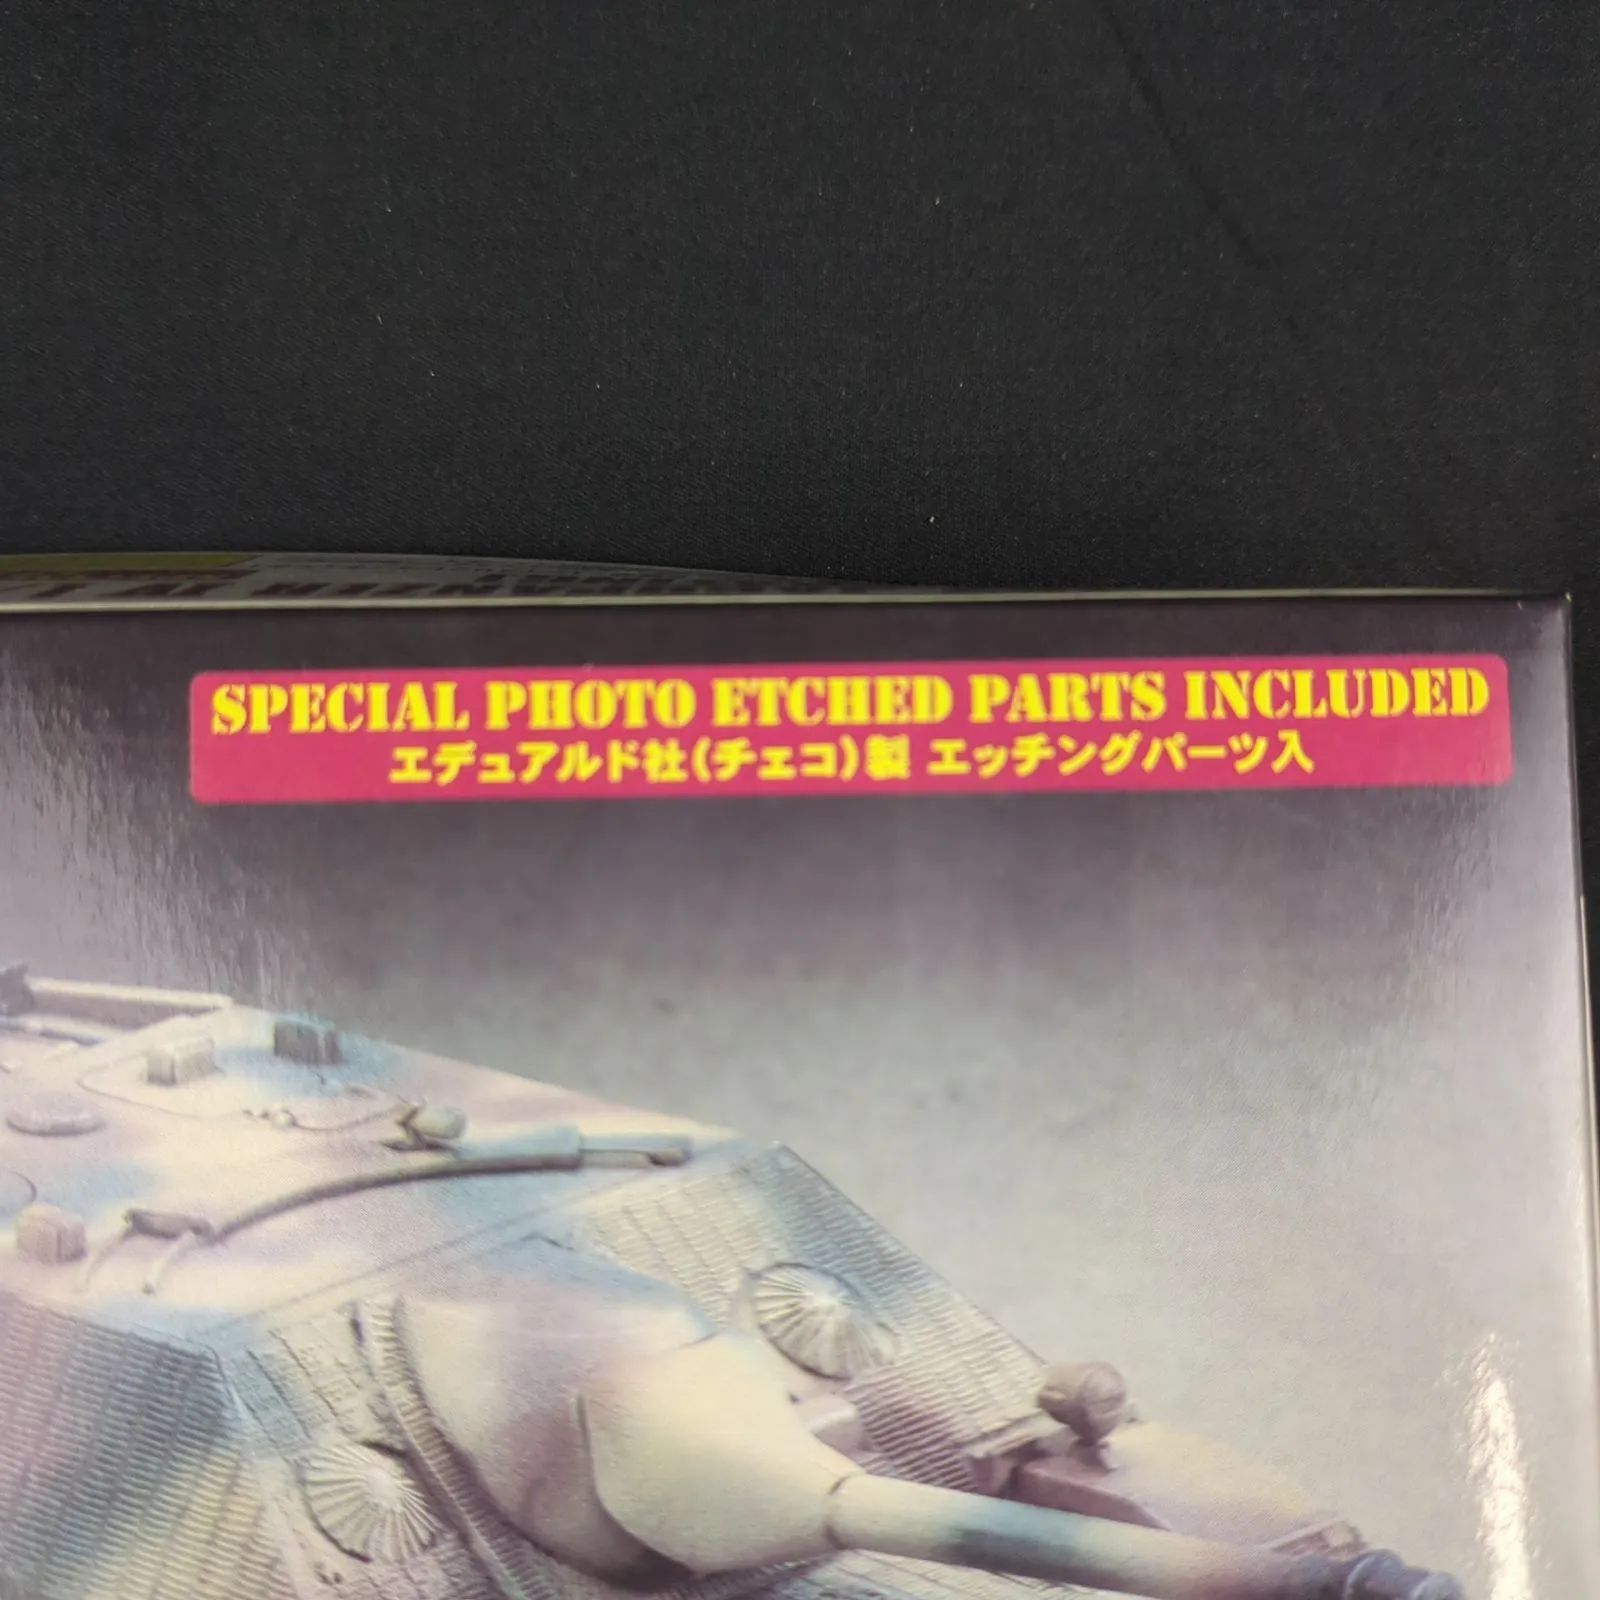 SPECIAL PHOTO ETCHED PARTS INCLUDED
エデュアルド社(チェコ)製 エッチングパーツ入